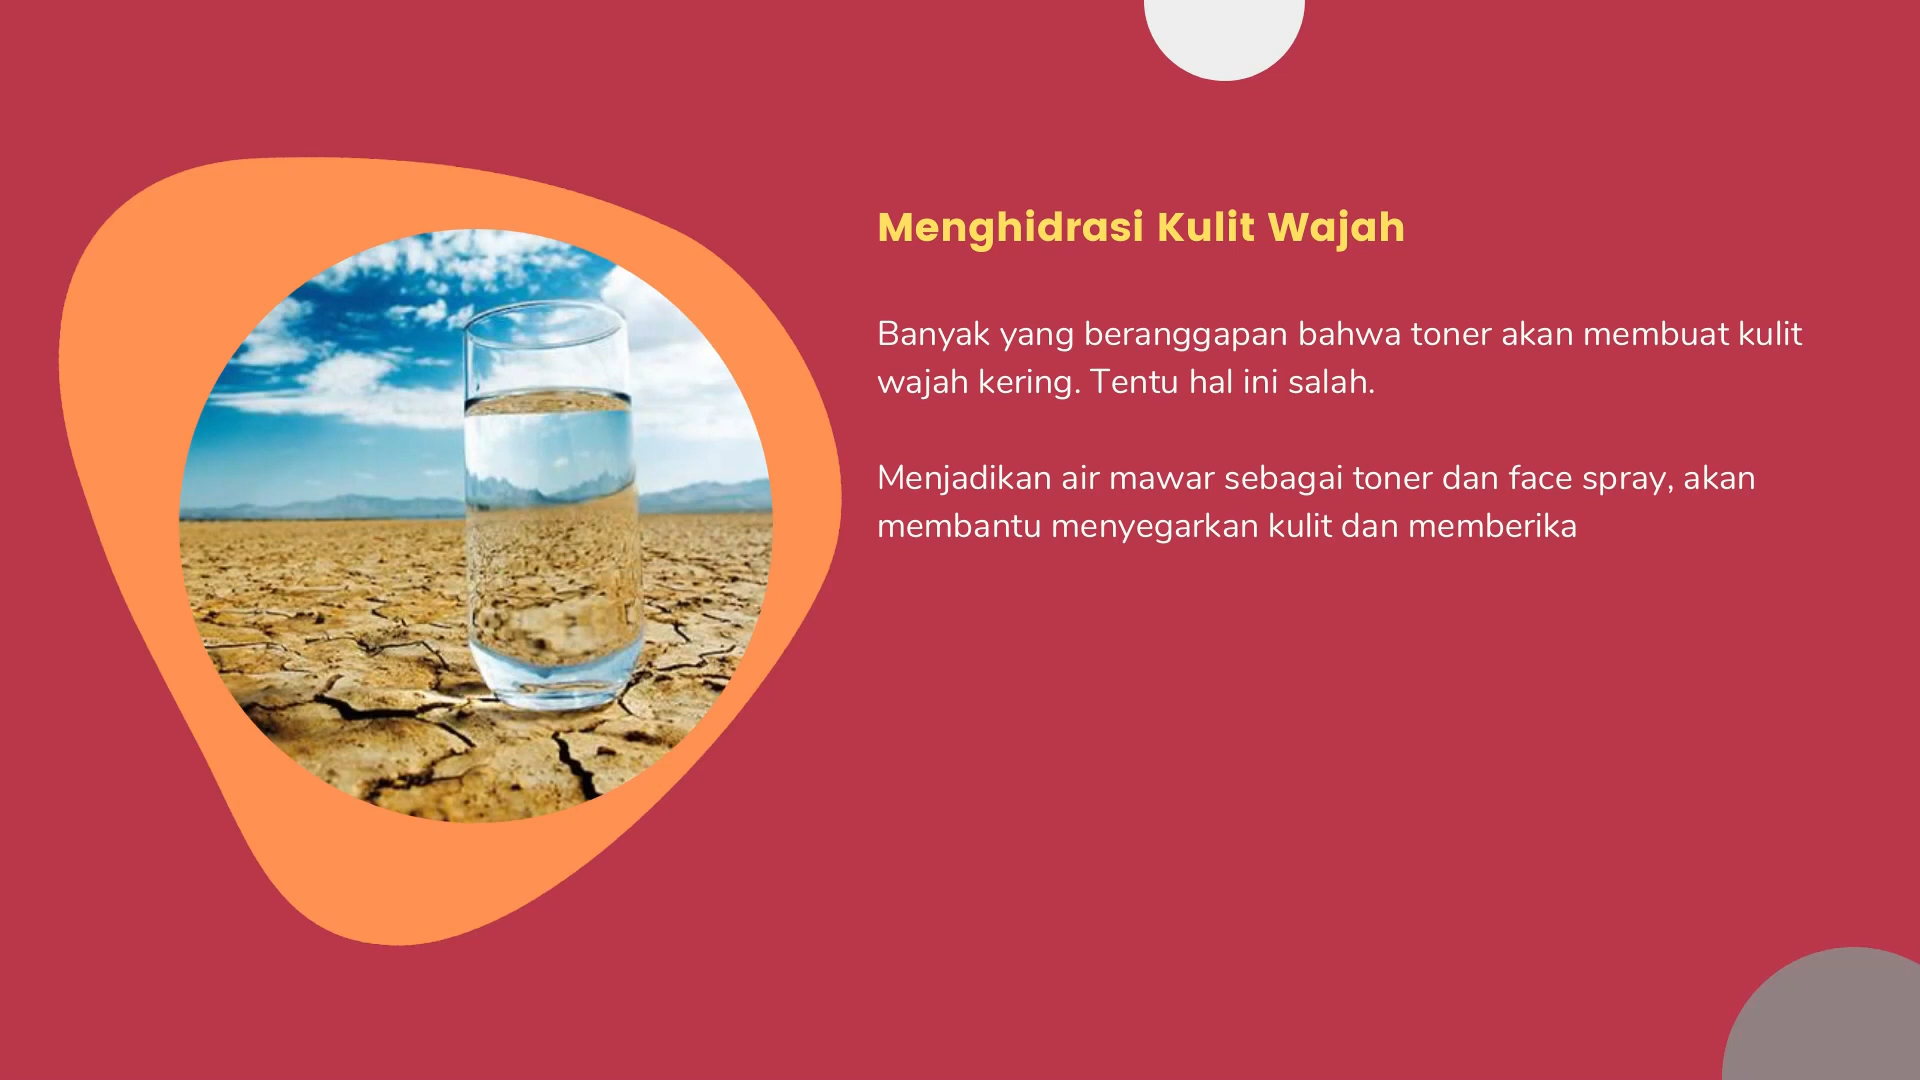 Menghidrasi Kulit Wajah
Banyak yang beranggapan bahwa toner akan membuat kulit
wajah kering. Tentu hal ini salah.
Menjadikan air mawar sebagai toner dan face spray, akan
membantu menyegarkan kulit dan memberika